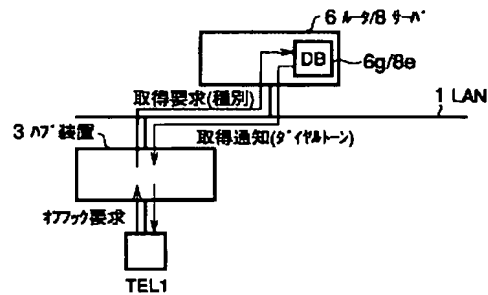 6 ﾙｰﾀ/8 ｻｰﾊﾞ
DB
6g/8e
取得要求(種別)
1 LAN
3 ﾊﾌﾞ装置
取得通知(ﾀﾞｲﾔﾙﾄｰﾝ)
ｵﾌﾌｯｸ要求
TEL1